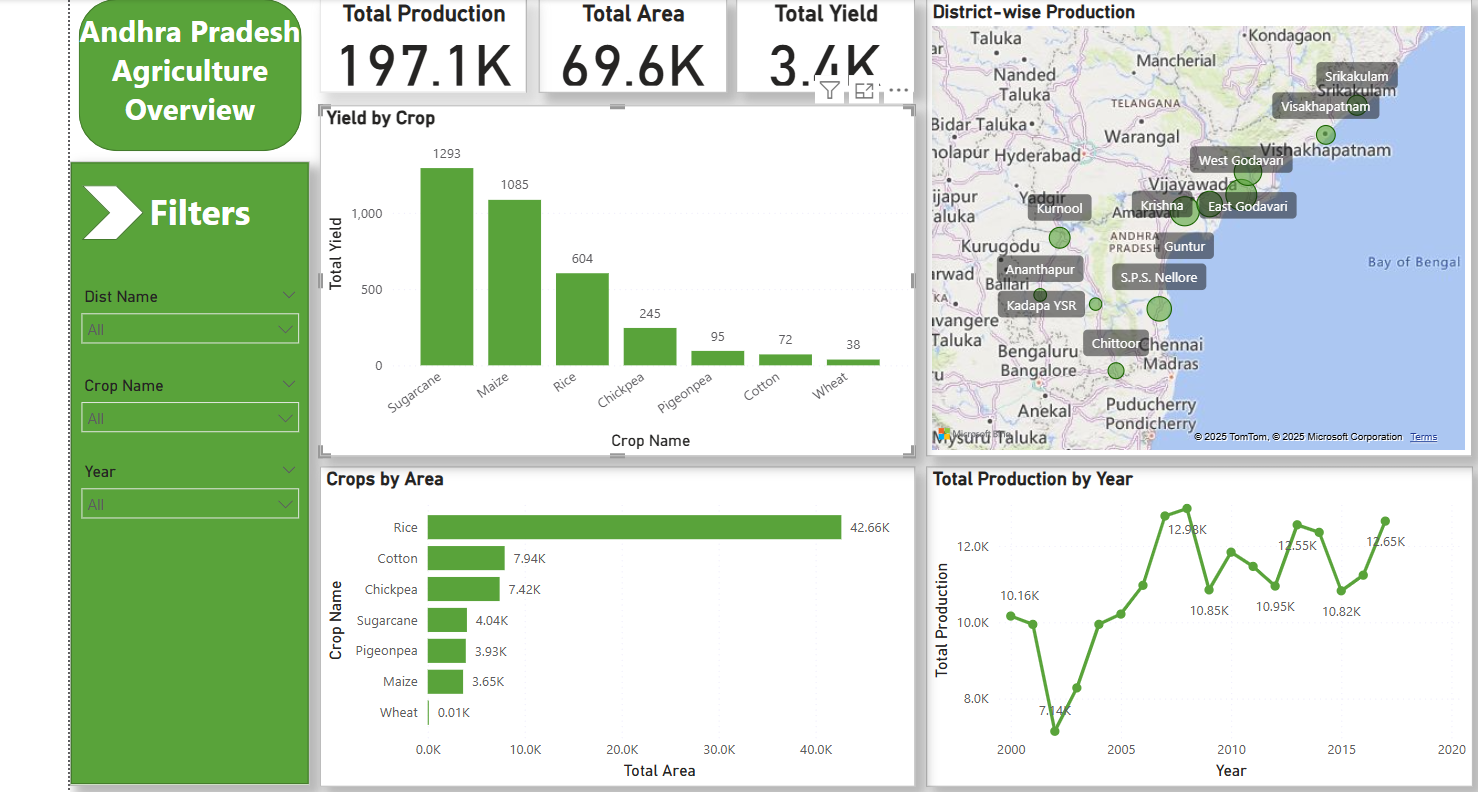 Andhra Pradesh
Agriculture
Overview
Filters
Dist Name
All
Crop Name
All
Year
All
Total Production
197.1K
Total Area
69.6K
Total Yield
3.4K
Yield by Crop
Total Yield
1,000
500
0
1293
1085
604
245
95
72
38
Sugarcane
Maize
Rice
Chickpea
Pigeonpea
Cotton
Wheat
Crop Name
District-wise Production
Taluka
Kondagaon
Nanded
Taluka
Mancherial
Srikakulam
Srikakulam
TELANGANA
Visakhapatnam
Bidar Taluka
Warangal
Hyderabad
Vishakhapatnam
West Godavari
Yadgir
Vijayawada
Taluka
Kurnool
Krishna
East Godavari
Amaravati
ANDHRA
PRADESH
Guntur
Kurugodu
Bay of Bengal
Ananthapur
S.P.S. Nellore
Ballari
KA
Kadapa YSR
Taluka
Chittoor
Chennai
Madras
Bengaluru
Bangalore
Anekal
Puducherry
Pondicherry
Mysuru Taluka
© 2025 TomTom, © 2025 Microsoft Corporation Terms
Crops by Area
Crop Name
Rice 42.66K
Cotton 7.94K
Chickpea 7.42K
Sugarcane 4.04K
Pigeonpea 3.93K
Maize 3.65K
Wheat 0.01K
0.0K 10.0K 20.0K 30.0K 40.0K
Total Area
Total Production by Year
Total Production
12.0K
10.0K
8.0K
10.16K
7.14K
12.98K
10.85K
10.95K
12.55K
10.82K
12.65K
2000 2005 2010 2015 2020
Year